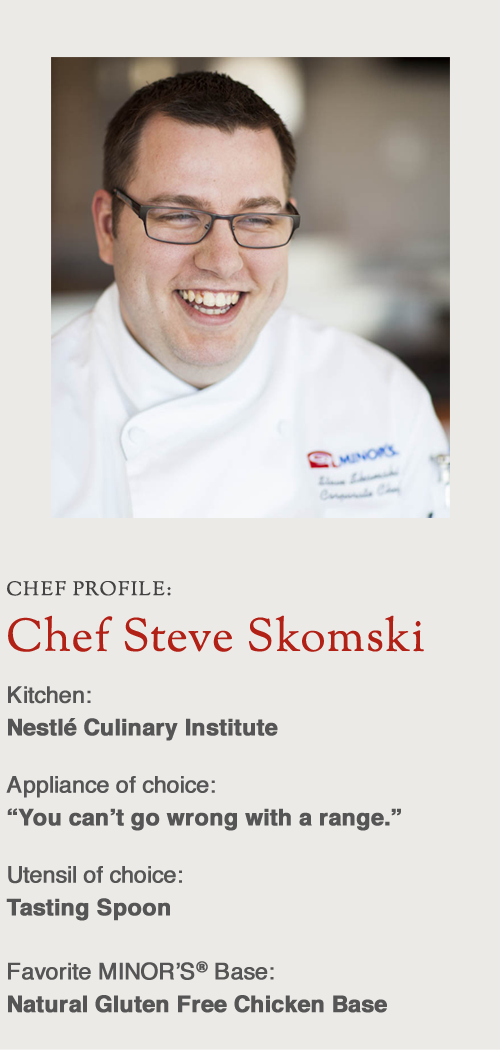 MINOR'S.
Steve Skomski
Corporate Chef
CHEF PROFILE:
Chef Steve Skomski
Kitchen:
Nestlé Culinary Institute
Appliance of choice:
“You can’t go wrong with a range.”
Utensil of choice:
Tasting Spoon
Favorite MINOR’S® Base:
Natural Gluten Free Chicken Base